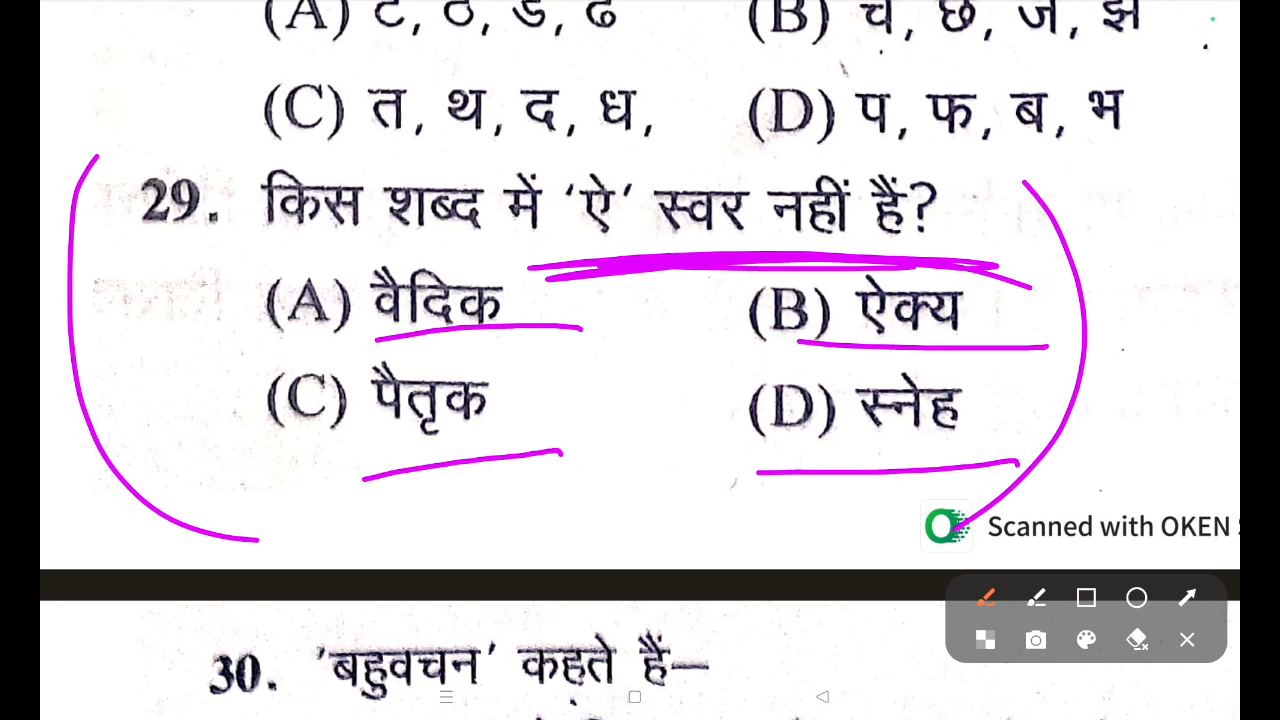 (A) ट, ठ, ड, ढ (B) च, छ, ज, झ
(C) त, थ, द, ध, (D) प, फ, ब, भ
29. किस शब्द में ‘ऐ’ स्वर नहीं हैं?
(A) वैदिक (B) ऐक्य
(C) पैतृक (D) स्नेह
Scanned with OKEN
30. 'बहुवचन' कहते हैं—